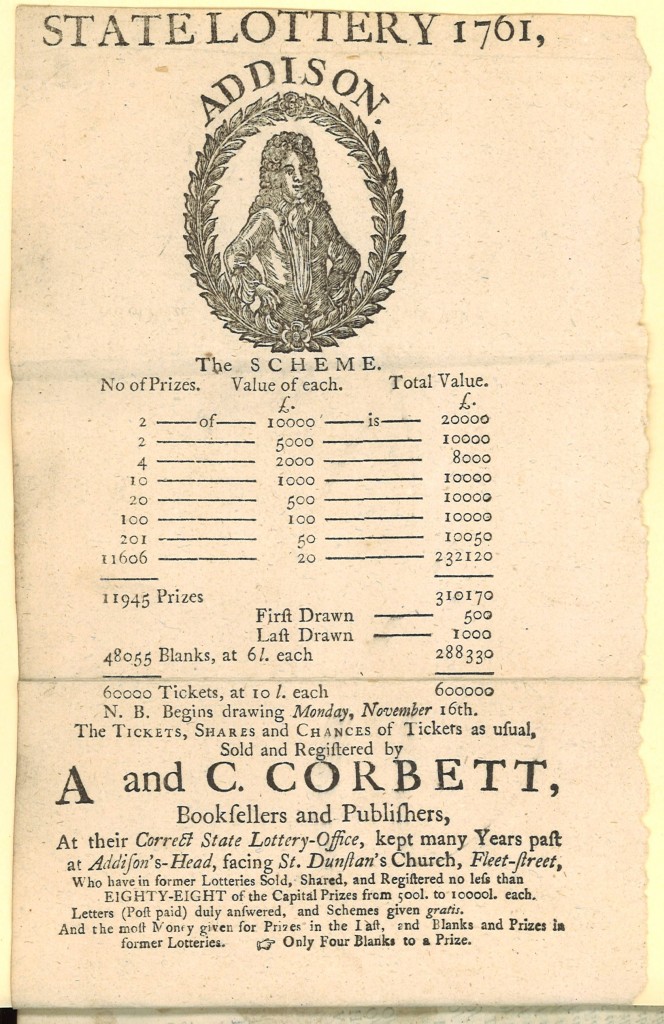 STATE LOTTERY 1761,
ADDISON.
The SCHEME.
No of Prizes. Value of each. Total Value.
£. £.
2 —of— 10000 —is— 20000
2 — 5000 — 10000
4 — 2000 — 8000
10 — 1000 — 10000
20 — 500 — 10000
100 — 100 — 10000
201 — 50 — 10050
11606 — 20 — 232120
11945 Prizes 310170
Firſt Drawn — 500
Laſt Drawn — 1000
48055 Blanks, at 6l. each 288330
60000 Tickets, at 10 l. each 600000
N. B. Begins drawing Monday, November 16th.
The TICKETS, SHARES and CHANCES of Tickets as uſual,
Sold and Regiſtered by
A and C. CORBETT,
Bookſellers and Publiſhers,
At their Correct State Lottery-Office, kept many Years paſt
at Addiſon's-Head, facing St. Dunſtan's Church, Fleet-ſtreet,
Who have in former Lotteries Sold, Shared, and Regiſtered no leſs than
EIGHTY-EIGHT of the Capital Prizes from 500l. to 10000l. each.
Letters (Poſt paid) duly anſwered, and Schemes given gratis.
And the moſt Money given for Prizes in the Laſt, and Blanks and Prizes in
former Lotteries. ☞ Only Four Blanks to a Prize.